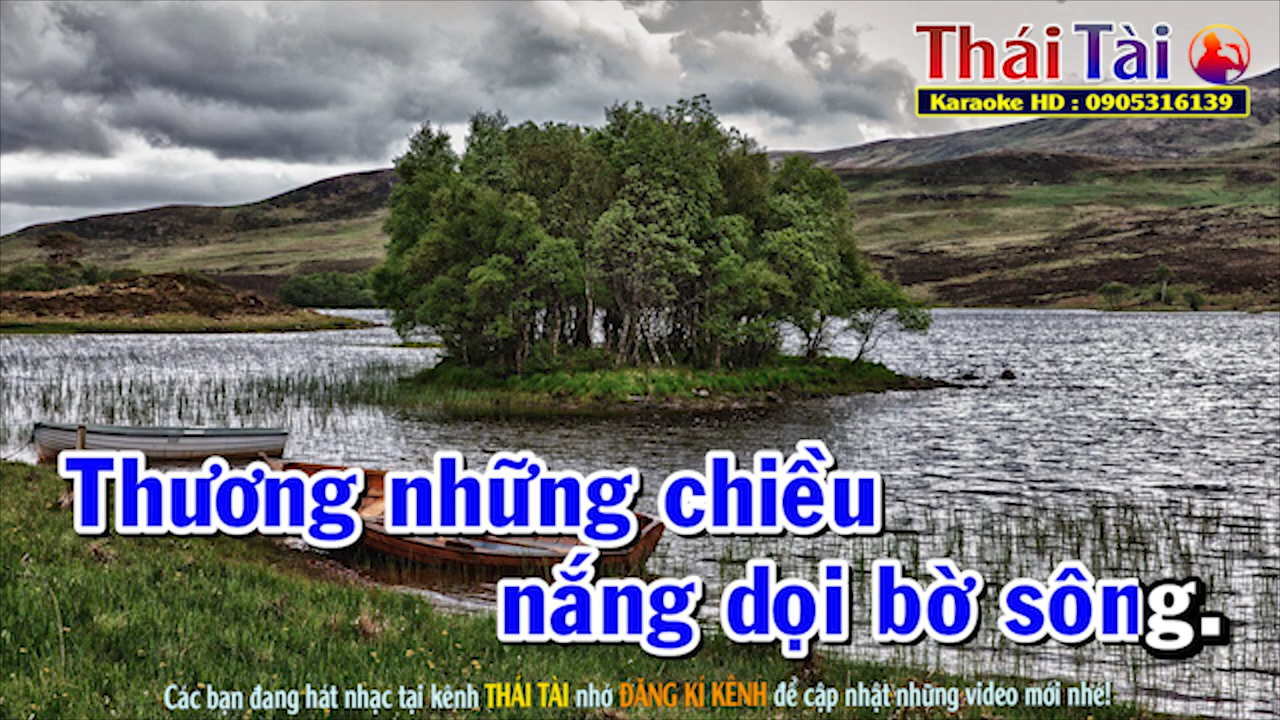 Thái Tài
Karaoke HD : 0905316139
Thương những chiều
nắng dọi bờ sông.
Các bạn đang hát nhạc tại kênh THÁI TÀI nhớ ĐĂNG KÍ KÊNH để cập nhật những video mới nhé!